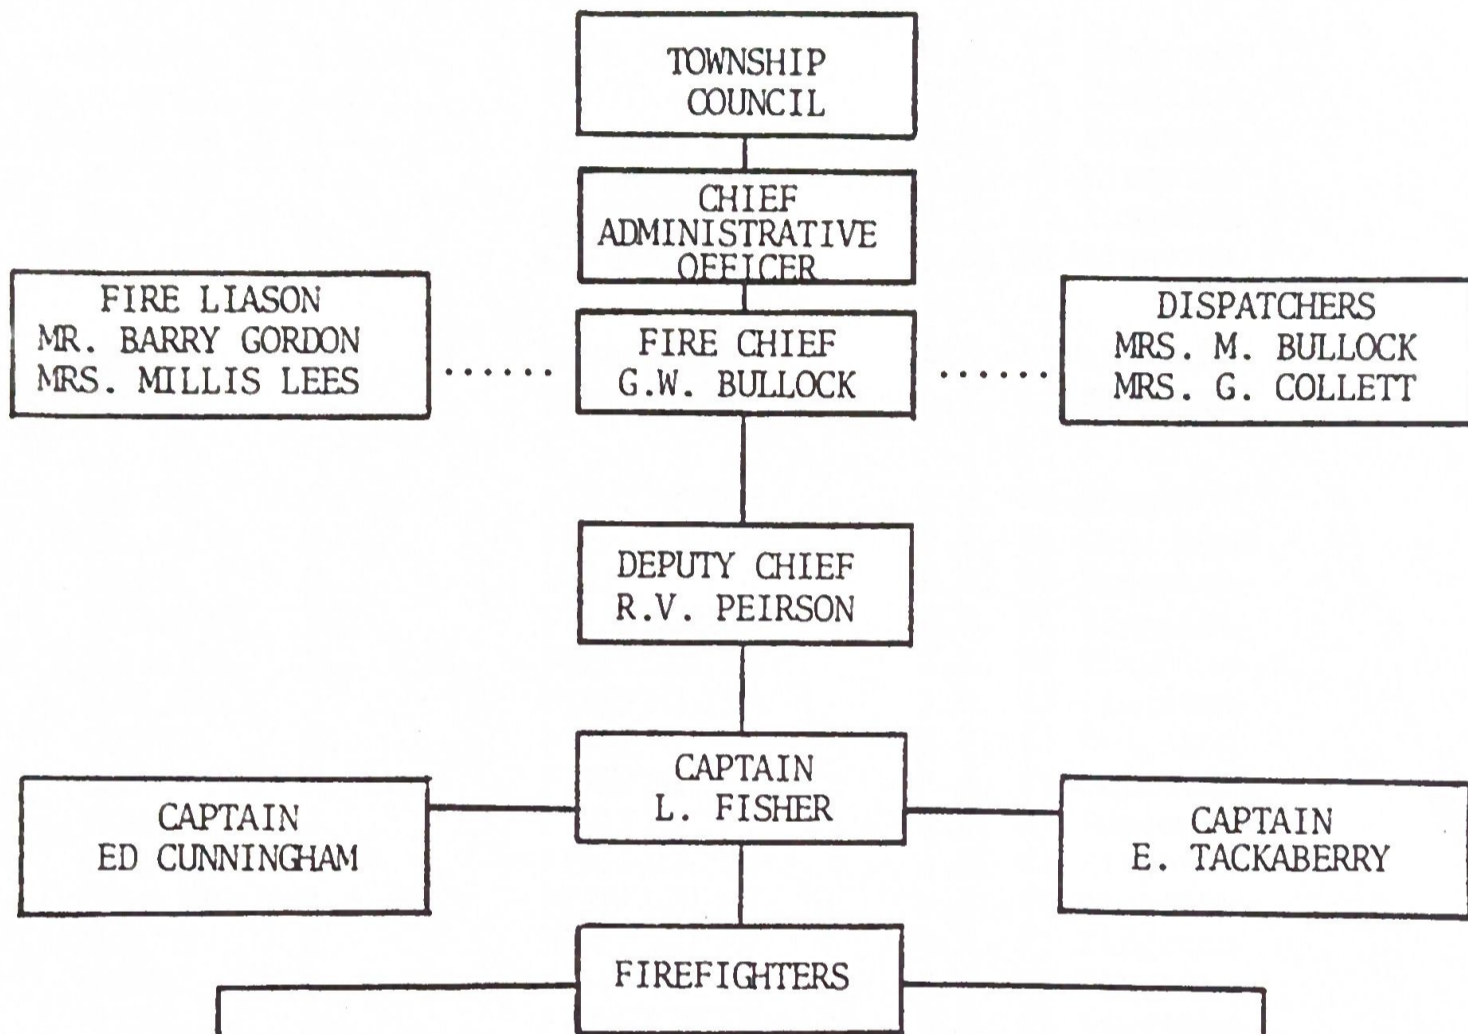 TOWNSHIP
COUNCIL
CHIEF
ADMINISTRATIVE
OFFICER
FIRE LIASON
MR. BARRY GORDON
MRS. MILLIS LEES
......
FIRE CHIEF
G.W. BULLOCK
......
DISPATCHERS
MRS. M. BULLOCK
MRS. G. COLLETT
DEPUTY CHIEF
R.V. PEIRSON
CAPTAIN
L. FISHER
CAPTAIN
ED CUNNINGHAM
CAPTAIN
E. TACKABERRY
FIREFIGHTERS